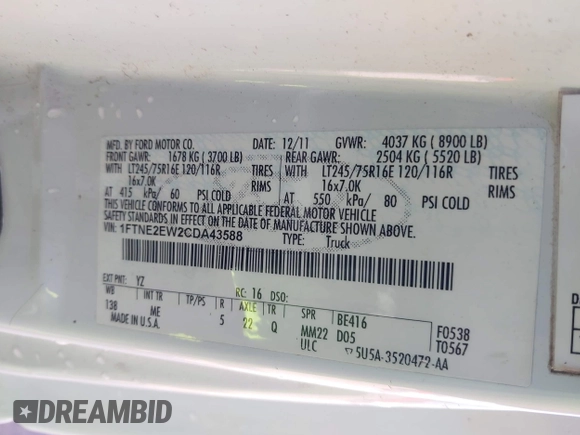 MFD. BY FORD MOTOR CO. DATE: 12/11 GVWR: 4037 KG ( 8900 LB)
FRONT GAWR: 1678 KG ( 3700 LB) REAR GAWR: 2504 KG ( 5520 LB)
WITH LT245/75R16E 120/116R TIRES WITH LT245/75R16E 120/116R TIRES
16x7.0K RIMS 16x7.0K RIMS
AT 415 kPa/ 60 PSI COLD AT 550 kPa/ 80 PSI COLD
THIS VEHICLE CONFORMS TO ALL APPLICABLE FEDERAL MOTOR VEHICLE
SAFETY STANDARDS IN EFFECT ON THE DATE OF MANUFACTURE SHOWN ABOVE.
VIN: 1FTNE2EW2CDA43588 TYPE: Truck
EXT PNT: YZ RC: 16 DSO:
WB INT TR TP/PS R AXLE TR SPR BE416
138 ME 5 22 Q MM22 D05 F0538
MADE IN U.S.A. ULC 5U5A-3520472-AA T0567
DREAMBID